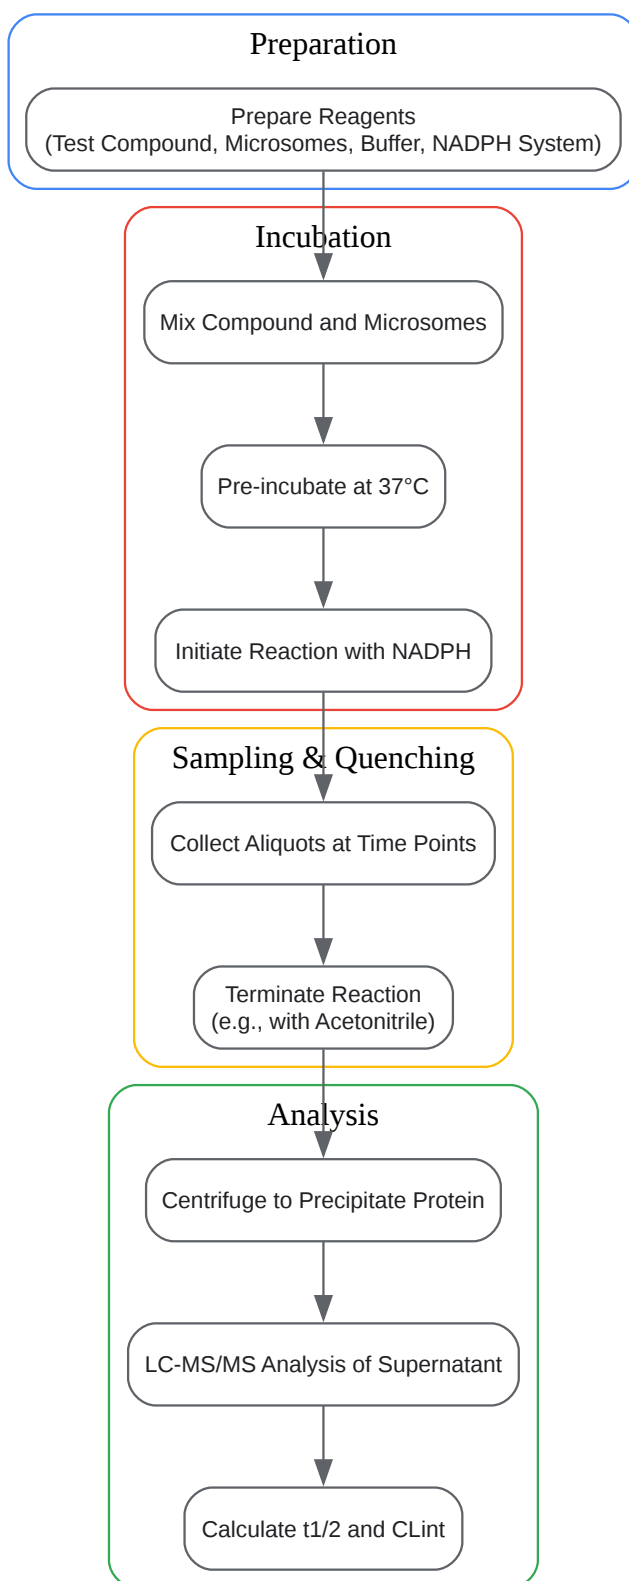 Preparation
Prepare Reagents
(Test Compound, Microsomes, Buffer, NADPH System)
Incubation
Mix Compound and Microsomes
Pre-incubate at 37°C
Initiate Reaction with NADPH
Sampling & Quenching
Collect Aliquots at Time Points
Terminate Reaction
(e.g., with Acetonitrile)
Analysis
Centrifuge to Precipitate Protein
LC-MS/MS Analysis of Supernatant
Calculate t1/2 and CLint